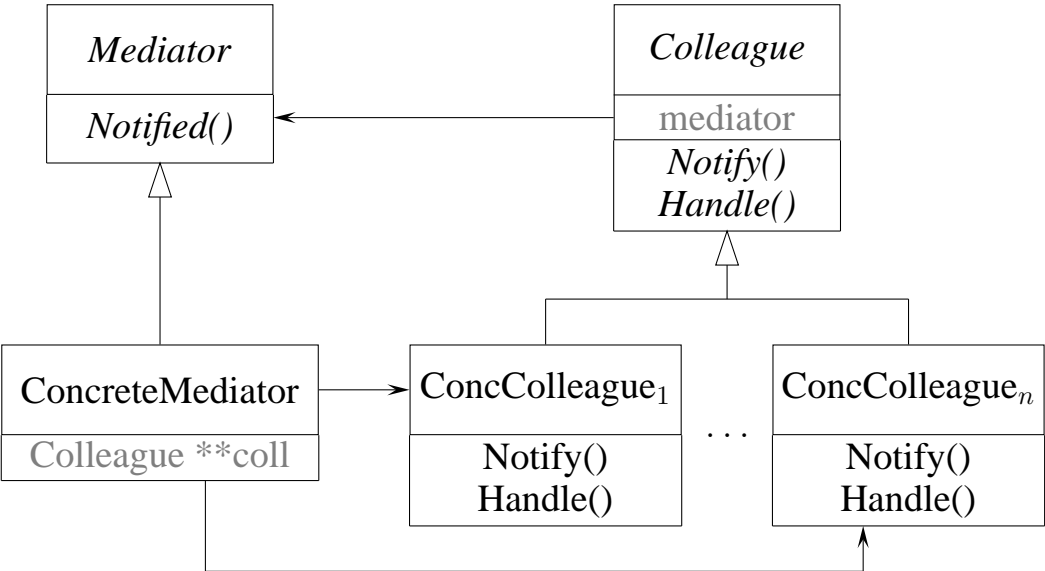 Mediator
Notified()
Colleague
mediator
Notify()
Handle()
ConcreteMediator
Colleague **coll
ConcColleague₁
Notify()
Handle()
. . .
ConcColleagueₙ
Notify()
Handle()